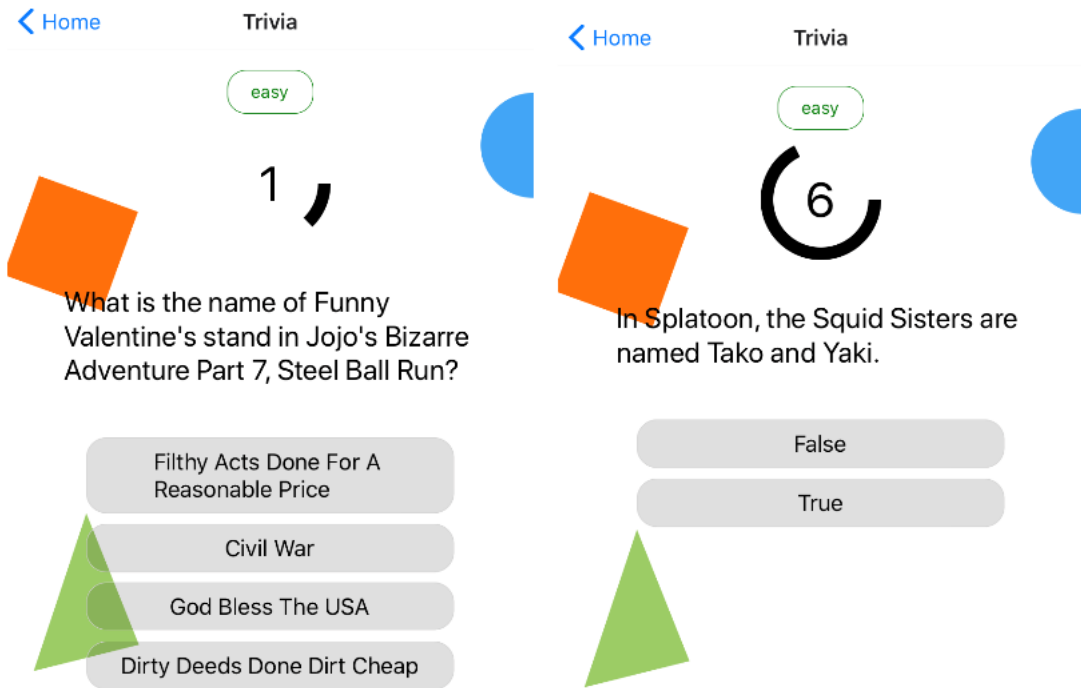 Home
Trivia
easy
1
What is the name of Funny
Valentine's stand in Jojo's Bizarre
Adventure Part 7, Steel Ball Run?
Filthy Acts Done For A
Reasonable Price
Civil War
God Bless The USA
Dirty Deeds Done Dirt Cheap
Home
Trivia
easy
6
In Splatoon, the Squid Sisters are
named Tako and Yaki.
False
True